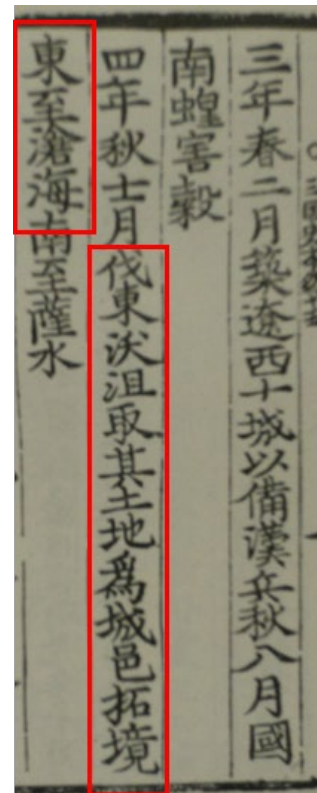 三年春二月築遼西十城以備漢兵秋八月國
南蝗害穀
四年秋七月伐東沃沮取其土地爲城邑拓境
東至滄海南至薩水